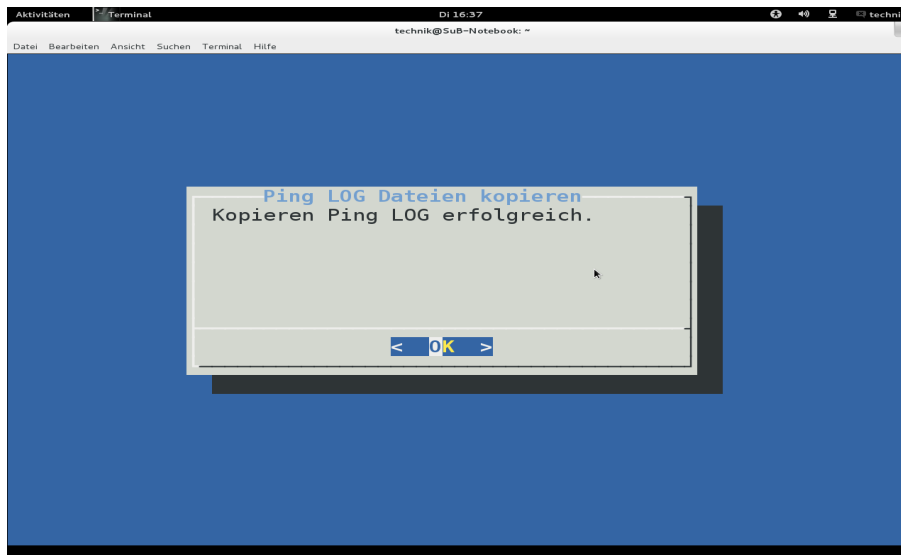 Aktivitäten Terminal Di 16:37 techni
technik@SuB-Notebook: ~
Datei Bearbeiten Ansicht Suchen Terminal Hilfe
Ping LOG Dateien kopieren
Kopieren Ping LOG erfolgreich.
< OK >